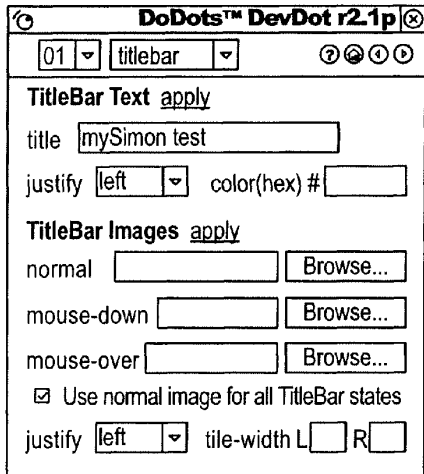 DoDots™ DevDot r2.1p
01 titlebar ?
TitleBar Text apply
title mySimon test
justify left color(hex) #
TitleBar Images apply
normal Browse...
mouse-down Browse...
mouse-over Browse...
Use normal image for all TitleBar states
justify left tile-width L R